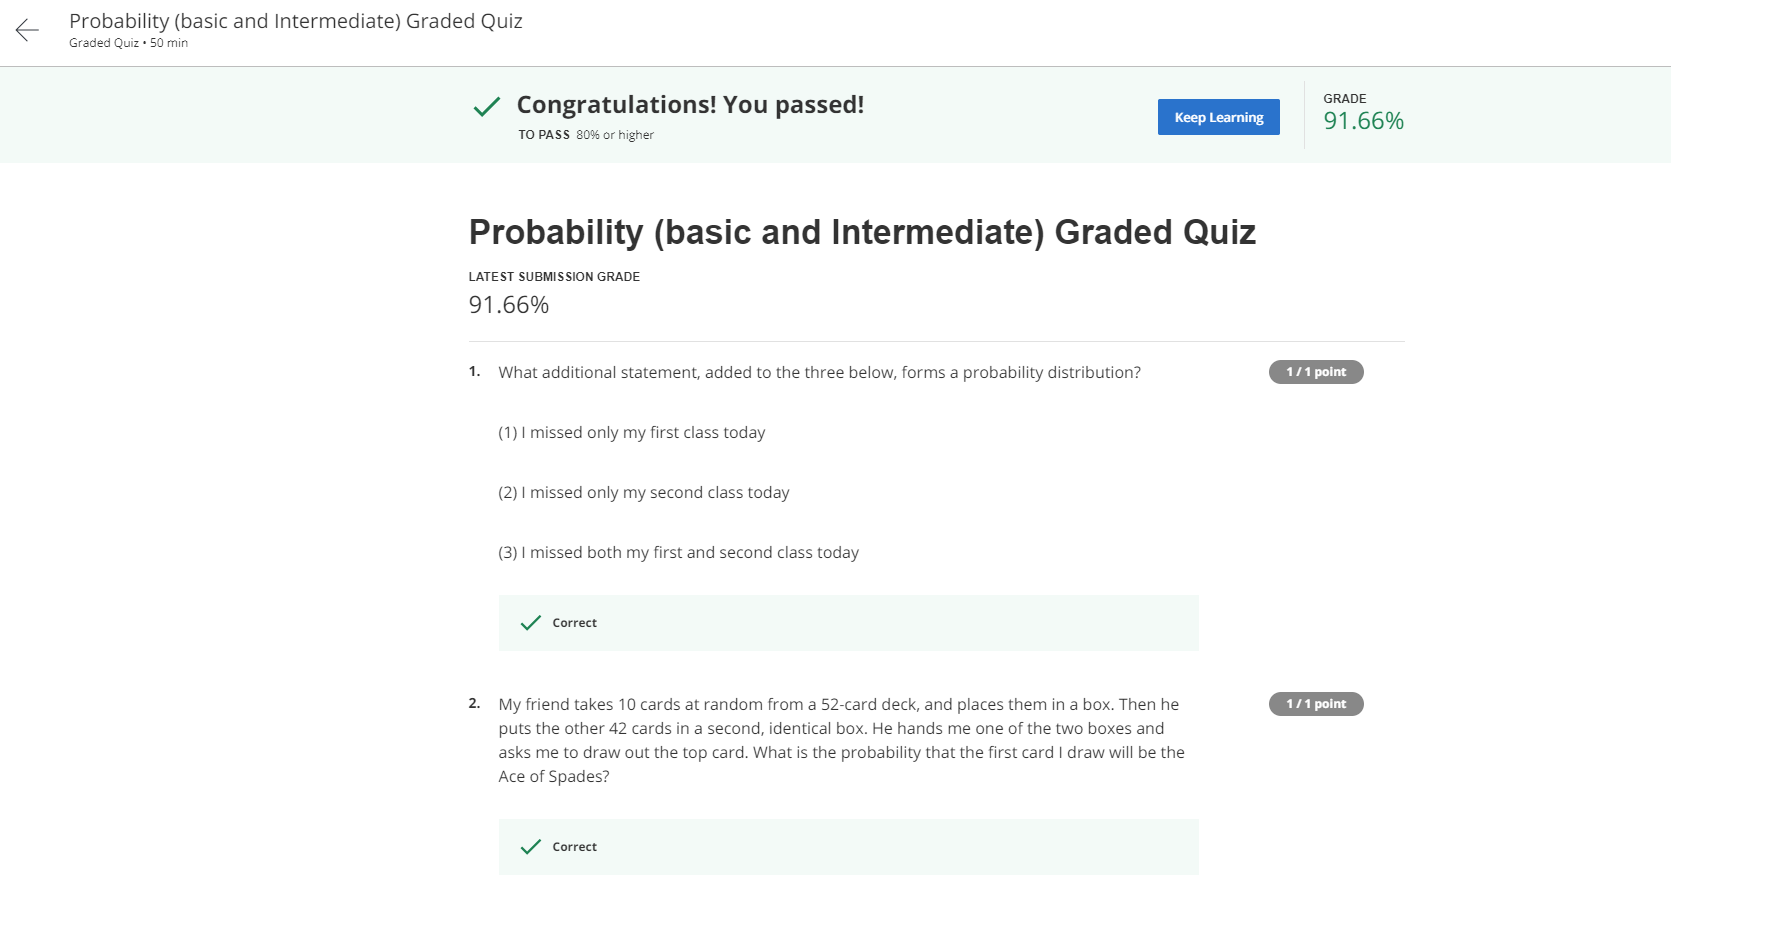 Probability (basic and Intermediate) Graded Quiz
Graded Quiz • 50 min
Congratulations! You passed!
TO PASS 80% or higher
Keep Learning
GRADE
91.66%
Probability (basic and Intermediate) Graded Quiz
LATEST SUBMISSION GRADE
91.66%
1. What additional statement, added to the three below, forms a probability distribution?
1 / 1 point
(1) I missed only my first class today
(2) I missed only my second class today
(3) I missed both my first and second class today
Correct
2. My friend takes 10 cards at random from a 52-card deck, and places them in a box. Then he
1 / 1 point
puts the other 42 cards in a second, identical box. He hands me one of the two boxes and
asks me to draw out the top card. What is the probability that the first card I draw will be the
Ace of Spades?
Correct